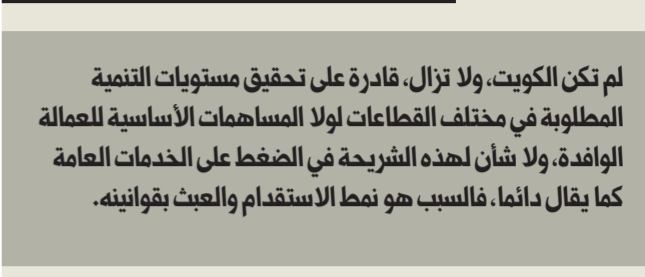 لم تكن الكويت، ولا تزال، قادرة على تحقيق مستويات التنمية
المطلوبة في مختلف القطاعات لولا المساهمات الأساسية للعمالة
الوافدة، ولا شأن لهذه الشريحة في الضغط على الخدمات العامة
كما يقال دائما، فالسبب هو نمط الاستقدام والعبث بقوانينه.